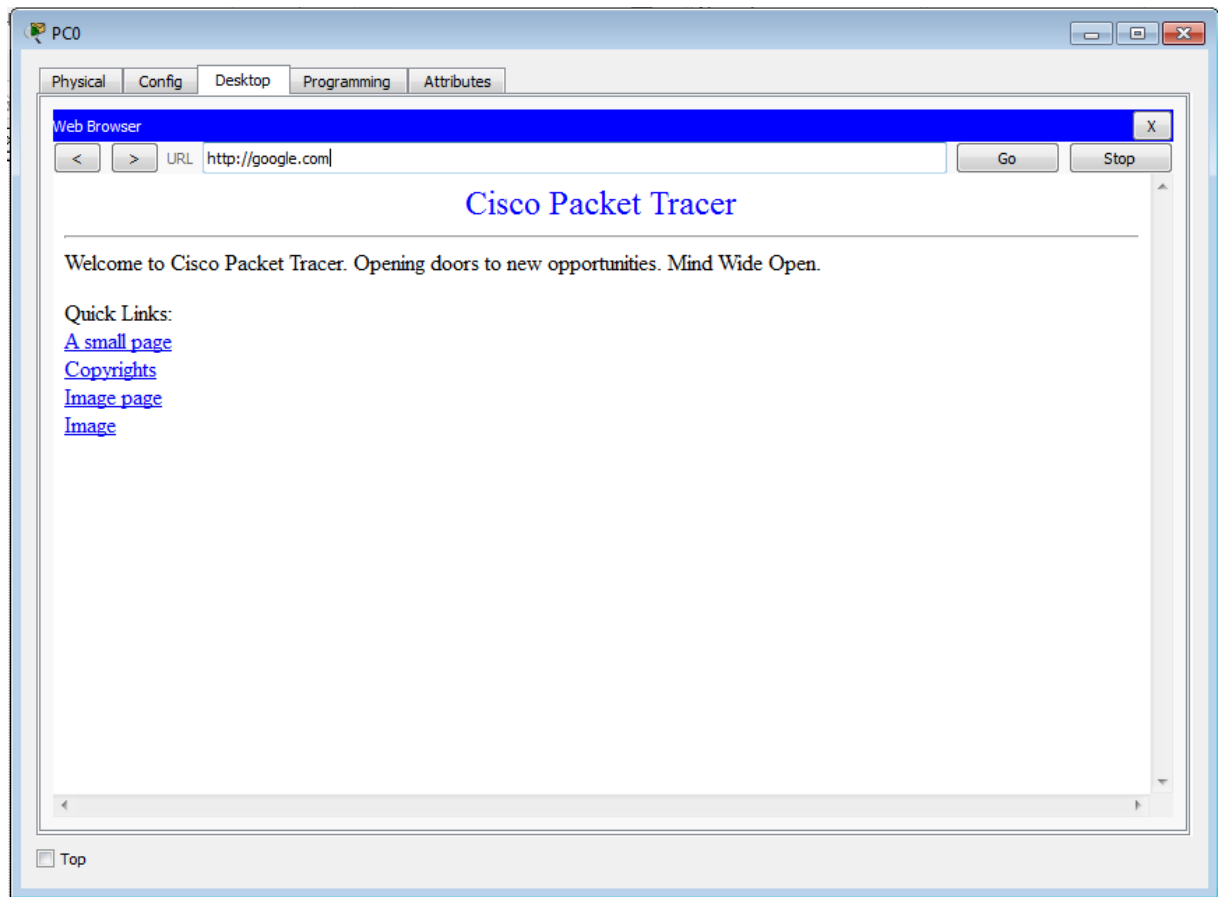 PC0
Physical Config Desktop Programming Attributes
Web Browser X
< > URL http://google.com Go Stop
Cisco Packet Tracer
Welcome to Cisco Packet Tracer. Opening doors to new opportunities. Mind Wide Open.
Quick Links:
A small page
Copyrights
Image page
Image
Top